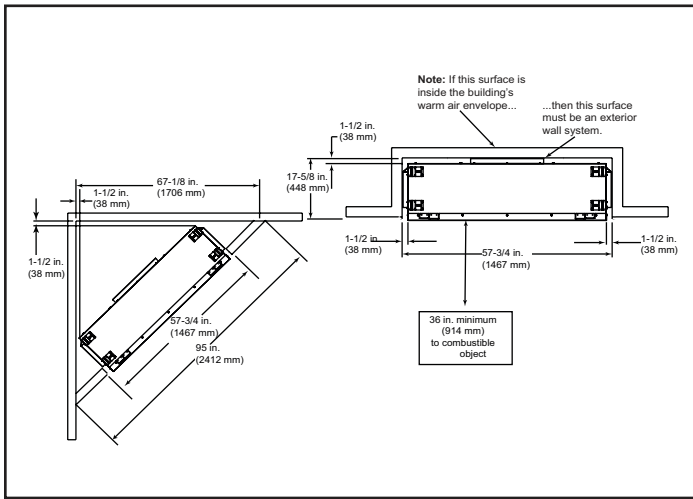 Note: If this surface is
inside the building's
warm air envelope...
...then this surface
must be an exterior
wall system.
1-1/2 in.
(38 mm)
17-5/8 in.
(448 mm)
1-1/2 in.
(38 mm)
57-3/4 in.
(1467 mm)
1-1/2 in.
(38 mm)
36 in. minimum
(914 mm)
to combustible
object
67-1/8 in.
(1706 mm)
1-1/2 in.
(38 mm)
1-1/2 in.
(38 mm)
57-3/4 in.
(1467 mm)
95 in.
(2412 mm)